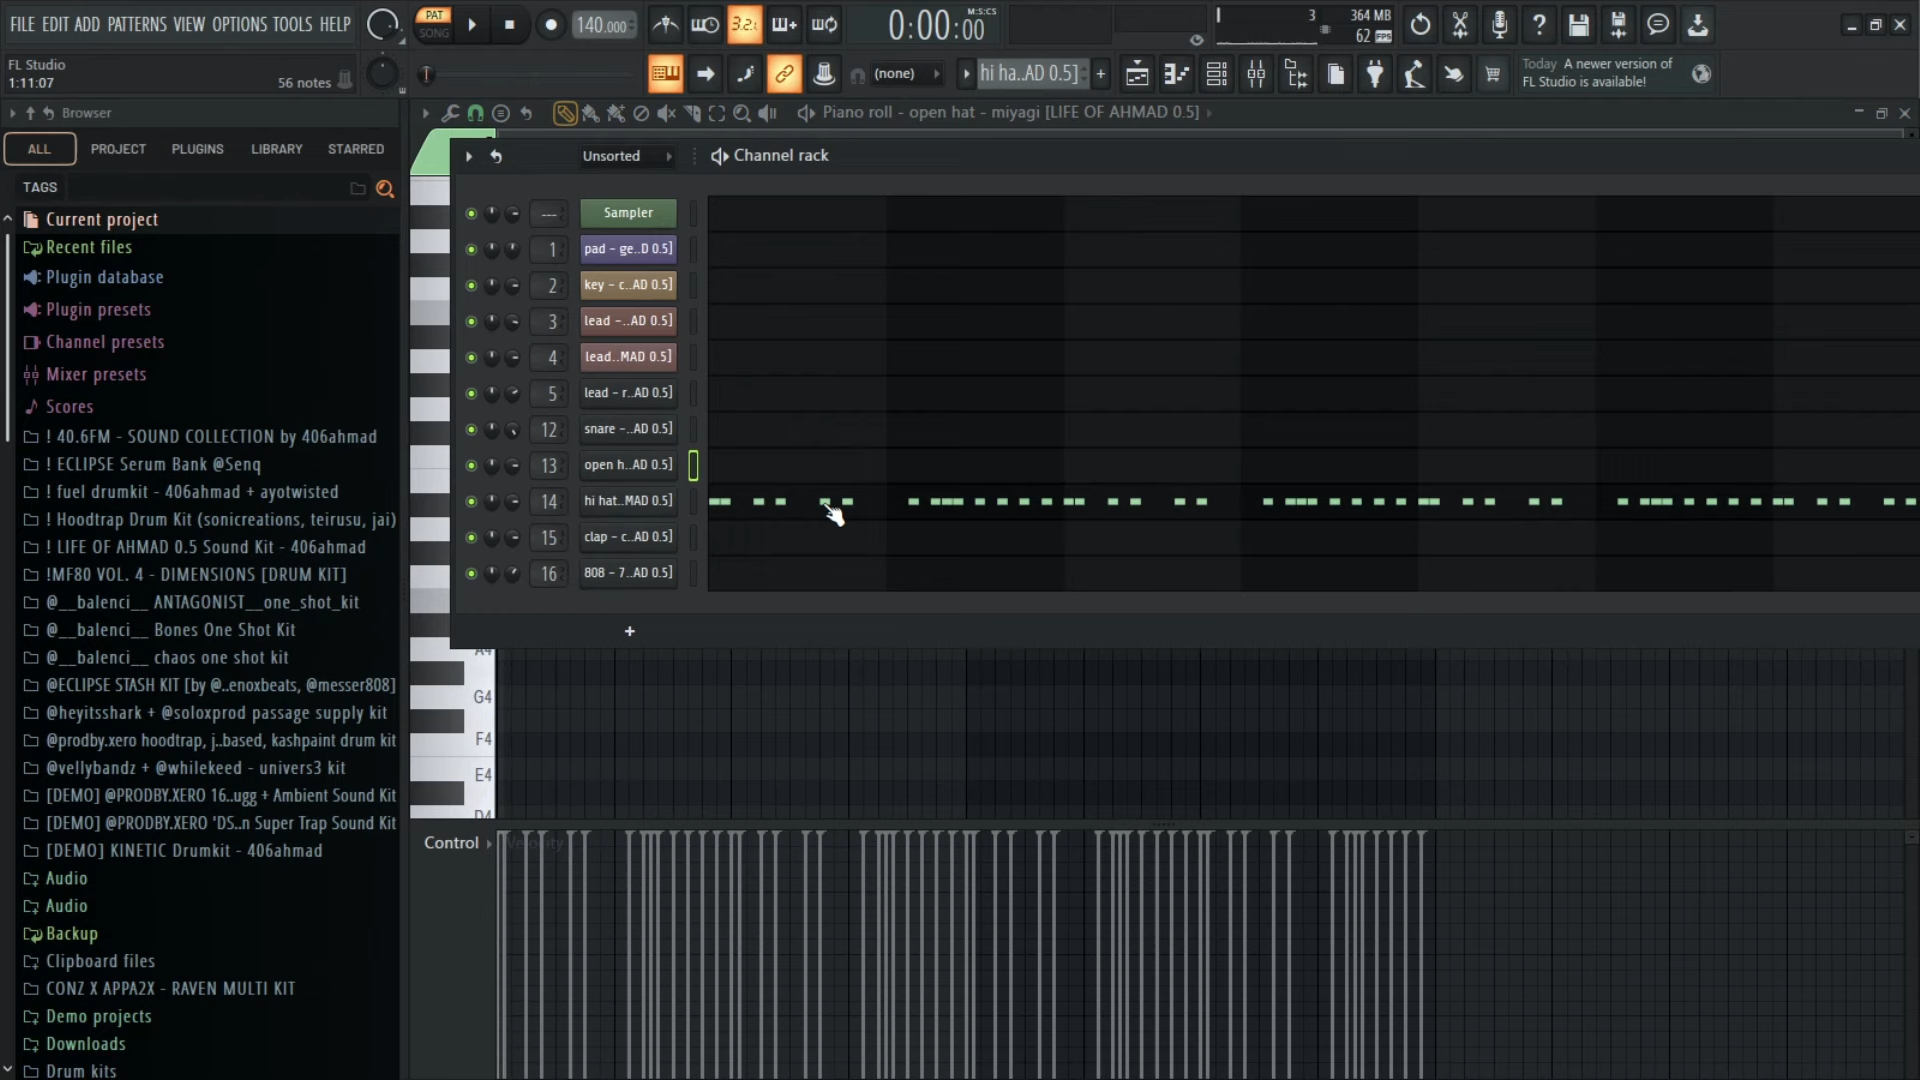 FILE EDIT ADD PATTERNS VIEW OPTIONS TOOLS HELP
PAT
SONG
140.000
3.2.
0:00:00
M:S:CS
3
364 MB
62
FPS
FL Studio
1:11:07
56 notes
(none)
hi ha..AD 0.5]
+
Today
A newer version of
FL Studio is available!
Browser
Piano roll - open hat - miyagi [LIFE OF AHMAD 0.5]
ALL
PROJECT
PLUGINS
LIBRARY
STARRED
TAGS
Current project
Recent files
Plugin database
Plugin presets
Channel presets
Mixer presets
Scores
! 40.6FM - SOUND COLLECTION by 406ahmad
! ECLIPSE Serum Bank @Senq
! fuel drumkit - 406ahmad + ayotwisted
! Hoodtrap Drum Kit (sonicreations, teirusu, jai)
! LIFE OF AHMAD 0.5 Sound Kit - 406ahmad
!MF80 VOL. 4 - DIMENSIONS [DRUM KIT]
@__balenci__ ANTAGONIST__one_shot_kit
@__balenci__ Bones One Shot Kit
@__balenci__ chaos one shot kit
@ECLIPSE STASH KIT [by @..enoxbeats, @messer808]
@heyitsshark + @soloxprod passage supply kit
@prodby.xero hoodtrap, j..based, kashpaint drum kit
@vellybandz + @whilekeed - univers3 kit
[DEMO] @PRODBY.XERO 16..ugg + Ambient Sound Kit
[DEMO] @PRODBY.XERO 'DS..n Super Trap Sound Kit
[DEMO] KINETIC Drumkit - 406ahmad
Audio
Audio
Backup
Clipboard files
CONZ X APPA2X - RAVEN MULTI KIT
Demo projects
Downloads
Drum kits
Unsorted
Channel rack
--- Sampler
1 pad - ge..D 0.5]
2 key - c..AD 0.5]
3 lead -..AD 0.5]
4 lead..MAD 0.5]
5 lead - r..AD 0.5]
12 snare -..AD 0.5]
13 open h..AD 0.5]
14 hi hat..MAD 0.5]
15 clap - c..AD 0.5]
16 808 - 7..AD 0.5]
+
A4
G4
F4
E4
D4
Control
Velocity